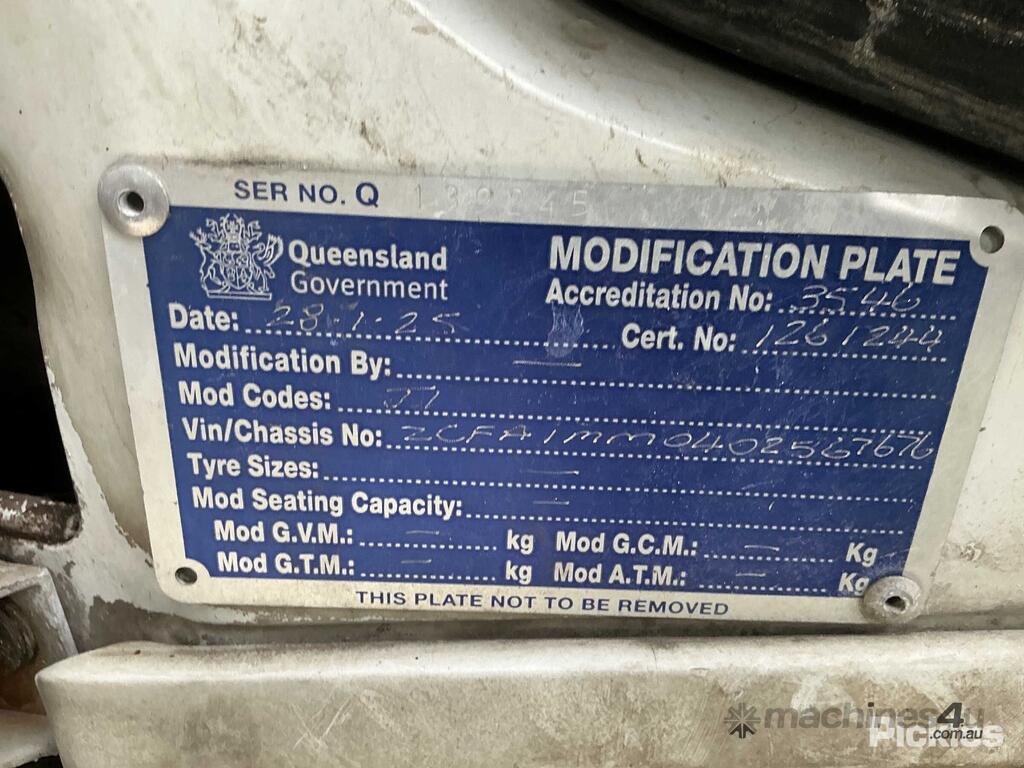 SER NO. Q 139245
Queensland
Government
MODIFICATION PLATE
Accreditation No: 3546
Date: 28.1.25
Cert. No: 1261244
Modification By: —
Mod Codes: J1
Vin/Chassis No: ZCFA1MM0402567676
Tyre Sizes: —
Mod Seating Capacity: —
Mod G.V.M.: — kg Mod G.C.M.: — Kg
Mod G.T.M.: — kg Mod A.T.M.: — Kg
THIS PLATE NOT TO BE REMOVED
machines4u
.com.au
Pickles